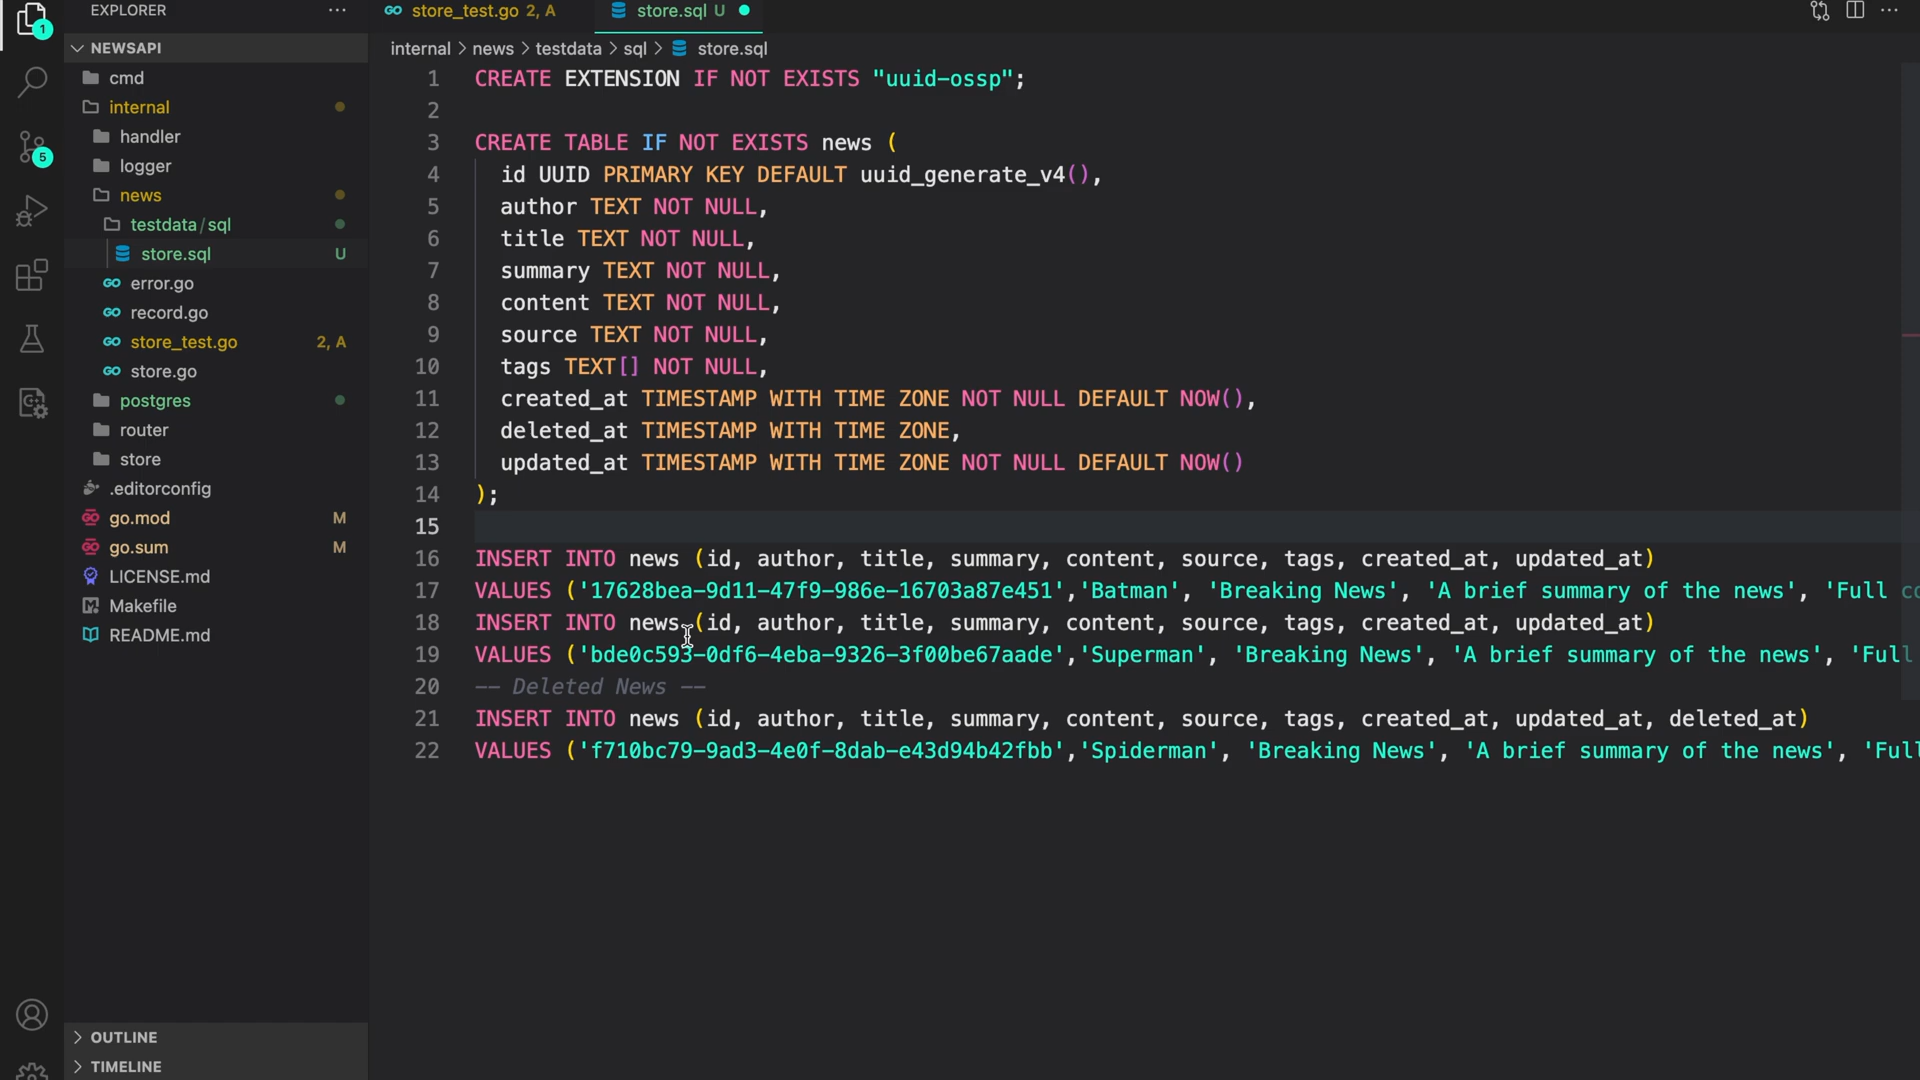 EXPLORER
NEWSAPI
cmd
internal
handler
logger
news
testdata/sql
store.sql U
error.go
record.go
store_test.go 2, A
store.go
postgres
router
store
.editorconfig
go.mod M
go.sum M
LICENSE.md
Makefile
README.md
OUTLINE
TIMELINE
1
5
store_test.go 2, A
store.sql U
internal > news > testdata > sql > store.sql
1 CREATE EXTENSION IF NOT EXISTS "uuid-ossp";
2
3 CREATE TABLE IF NOT EXISTS news (
4 id UUID PRIMARY KEY DEFAULT uuid_generate_v4(),
5 author TEXT NOT NULL,
6 title TEXT NOT NULL,
7 summary TEXT NOT NULL,
8 content TEXT NOT NULL,
9 source TEXT NOT NULL,
10 tags TEXT[] NOT NULL,
11 created_at TIMESTAMP WITH TIME ZONE NOT NULL DEFAULT NOW(),
12 deleted_at TIMESTAMP WITH TIME ZONE,
13 updated_at TIMESTAMP WITH TIME ZONE NOT NULL DEFAULT NOW()
14 );
15
16 INSERT INTO news (id, author, title, summary, content, source, tags, created_at, updated_at)
17 VALUES ('17628bea-9d11-47f9-986e-16703a87e451','Batman', 'Breaking News', 'A brief summary of the news', 'Full co
18 INSERT INTO news (id, author, title, summary, content, source, tags, created_at, updated_at)
19 VALUES ('bde0c593-0df6-4eba-9326-3f00be67aade','Superman', 'Breaking News', 'A brief summary of the news', 'Full
20 -- Deleted News --
21 INSERT INTO news (id, author, title, summary, content, source, tags, created_at, updated_at, deleted_at)
22 VALUES ('f710bc79-9ad3-4e0f-8dab-e43d94b42fbb','Spiderman', 'Breaking News', 'A brief summary of the news', 'Full